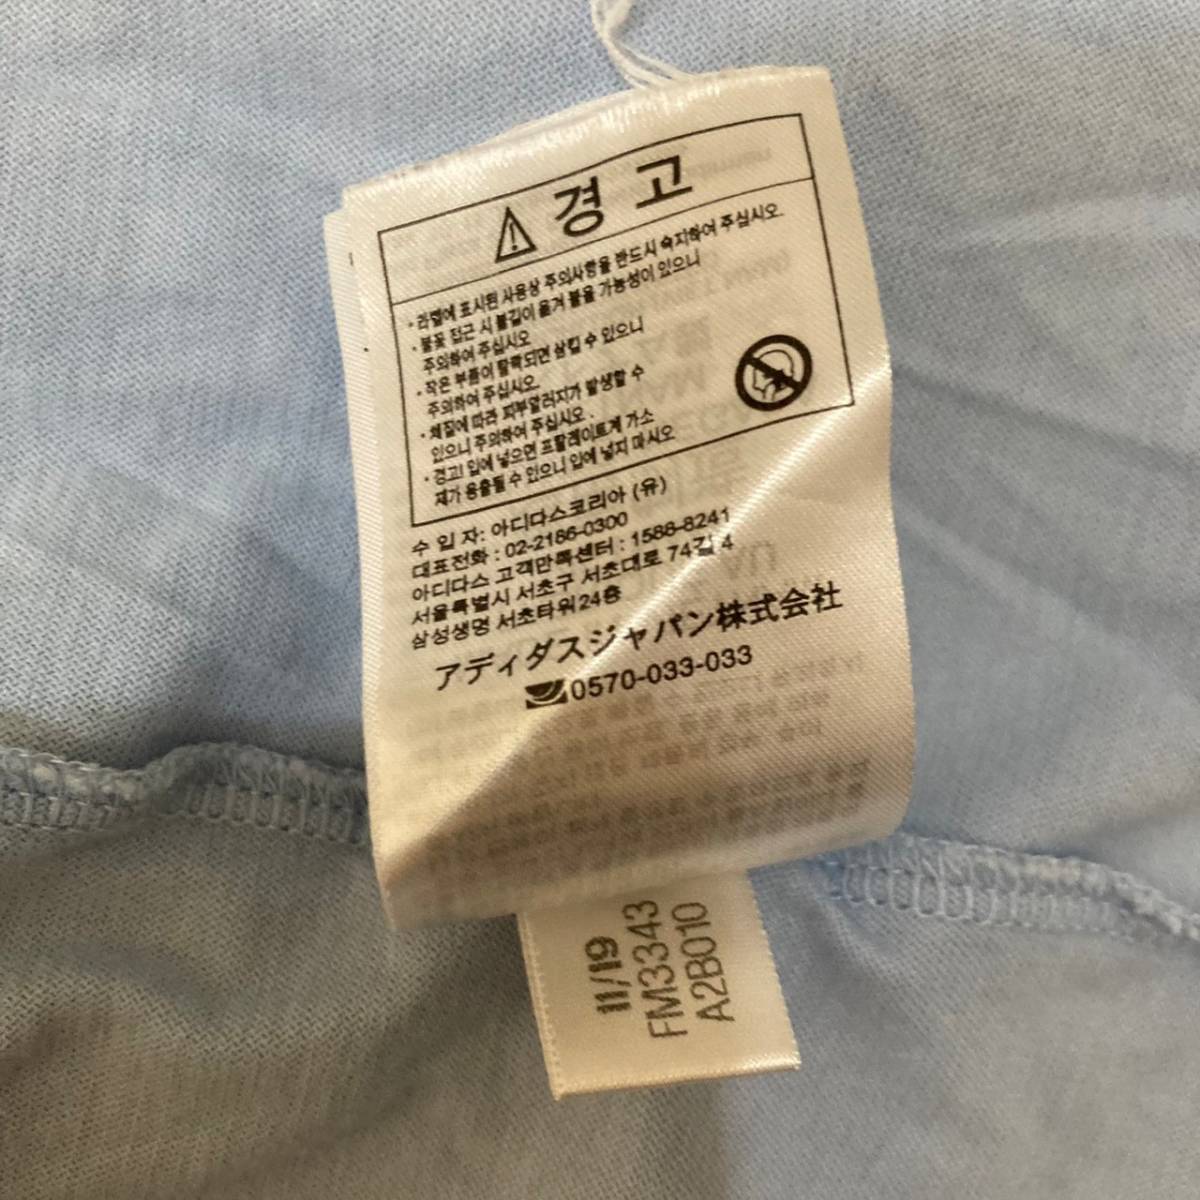 경 고
· 라벨에 표시된 사용상 주의사항을 반드시 숙지하여 주십시오.
· 불꽃 접근 시 불길이 옮겨 붙을 가능성이 있으니
주의하여 주십시오
· 작은 부품이 탈락되면 삼킬 수 있으니
주의하여 주십시오.
· 체질에 따라 피부알러지가 발생할 수
있으니 주의하여 주십시오 .
· 경고! 입에 넣으면 프탈레이트계 가소
제가 용출될 수 있으니 입에 넣지 마시오
수 입 자: 아디다스코리아 (유)
대표전화 : 02-2186-0300
아디다스 고객만족센터 : 1588-8241
서울특별시 서초구 서초대로 74길 4
삼성생명 서초타워 24층
アディダスジャパン株式会社
0570-033-033
11/19
FM3343
A2B010